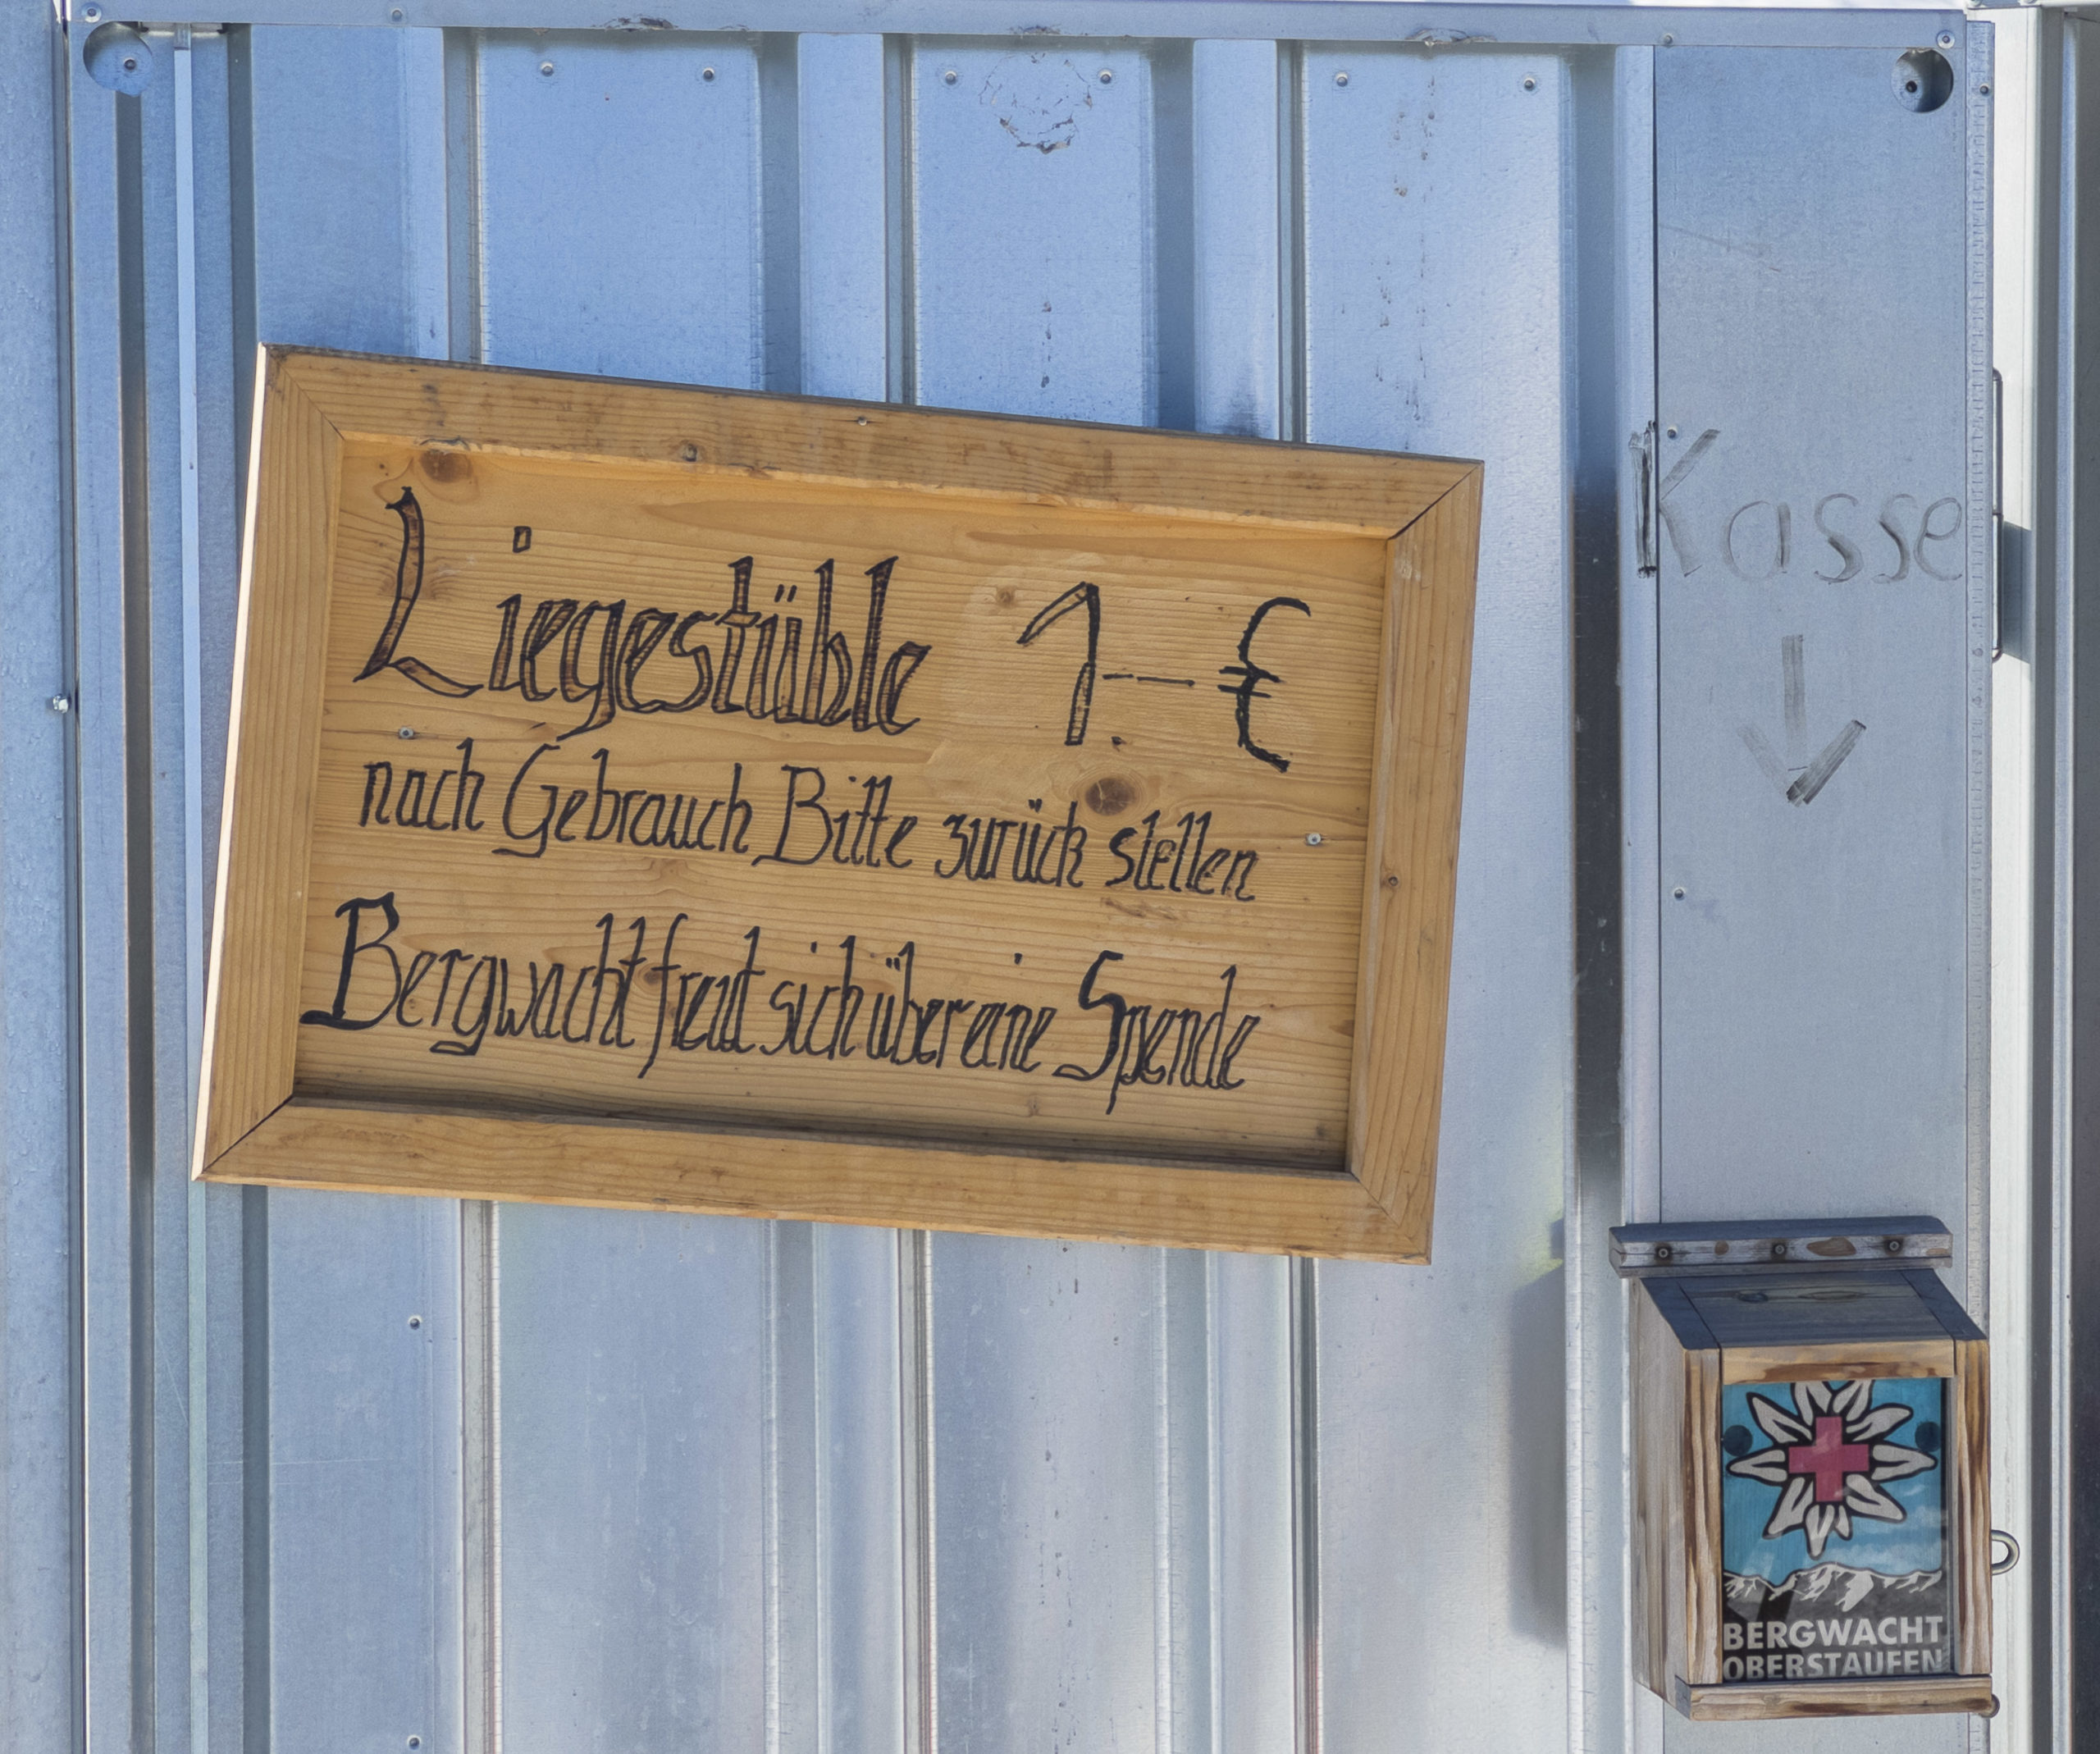 Liegestühle 1.-- €
nach Gebrauch Bitte zurück stellen
Bergwacht freut sich über eine Spende
Kasse
BERGWACHT
OBERSTAUFEN